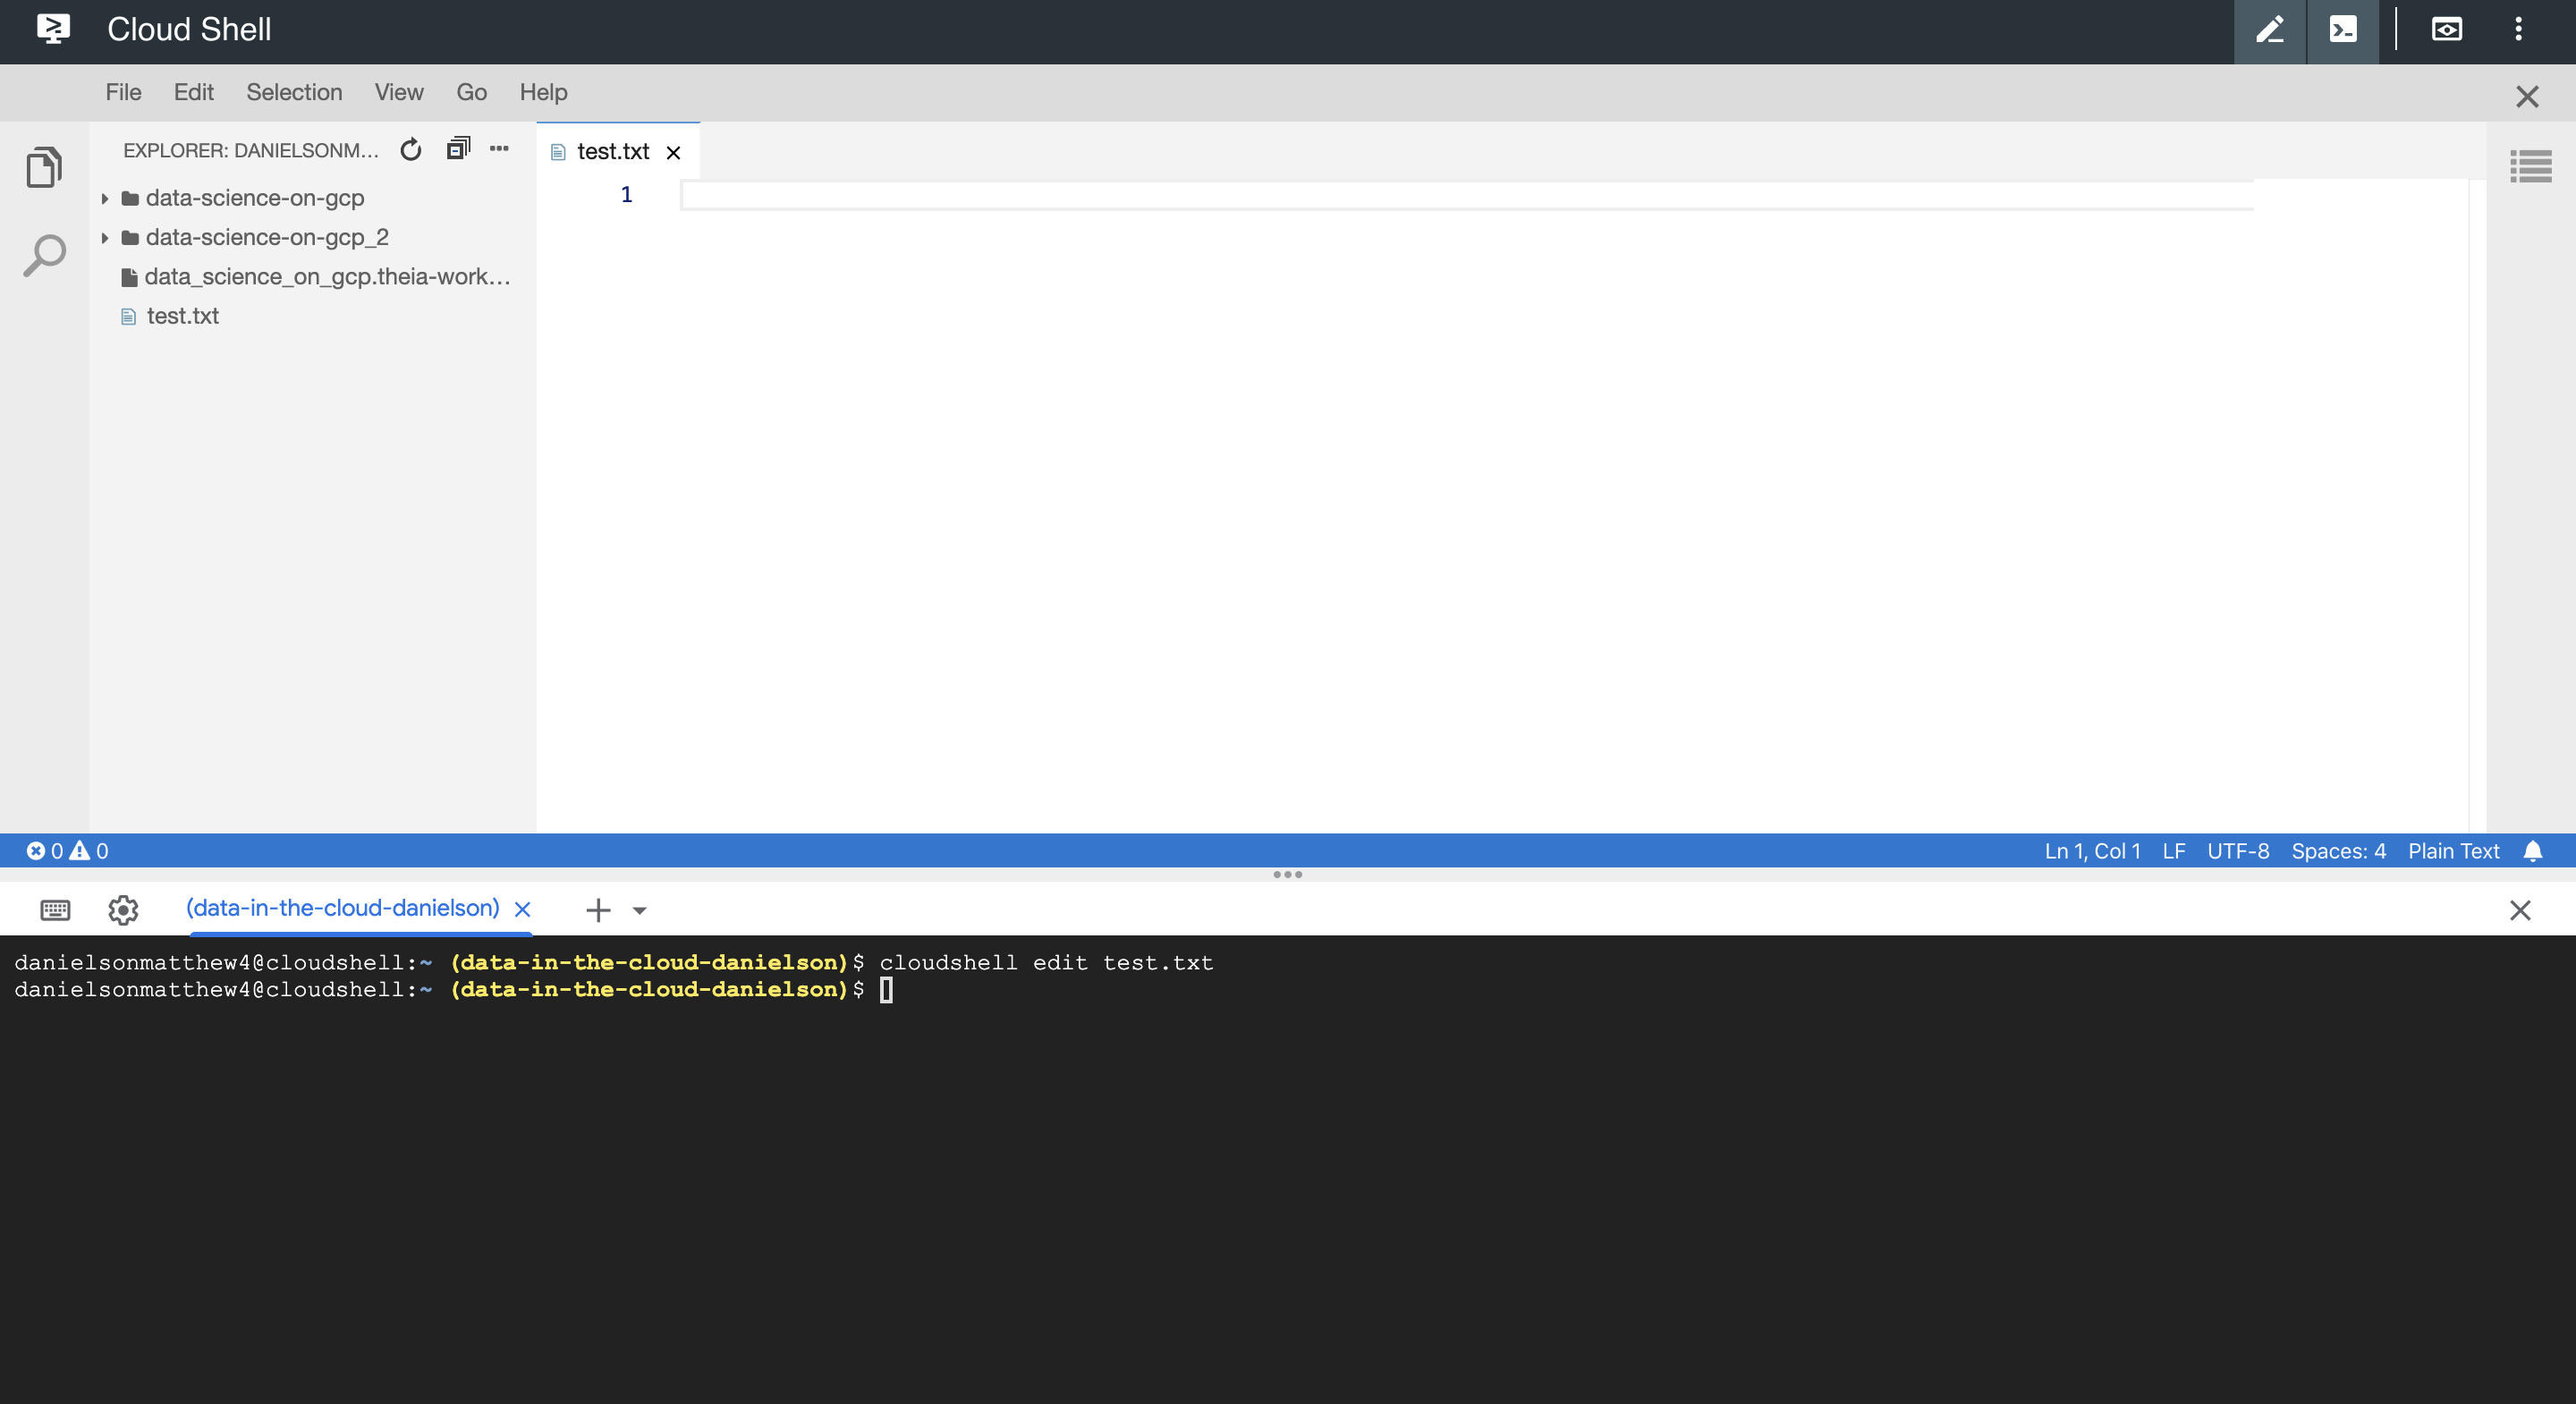 Cloud Shell
File Edit Selection View Go Help
EXPLORER: DANIELSONM...
data-science-on-gcp
data-science-on-gcp_2
data_science_on_gcp.theia-work...
test.txt
test.txt
1
0 0
Ln 1, Col 1 LF UTF-8 Spaces: 4 Plain Text
(data-in-the-cloud-danielson)
danielsonmatthew4@cloudshell:~ (data-in-the-cloud-danielson)$ cloudshell edit test.txt
danielsonmatthew4@cloudshell:~ (data-in-the-cloud-danielson)$